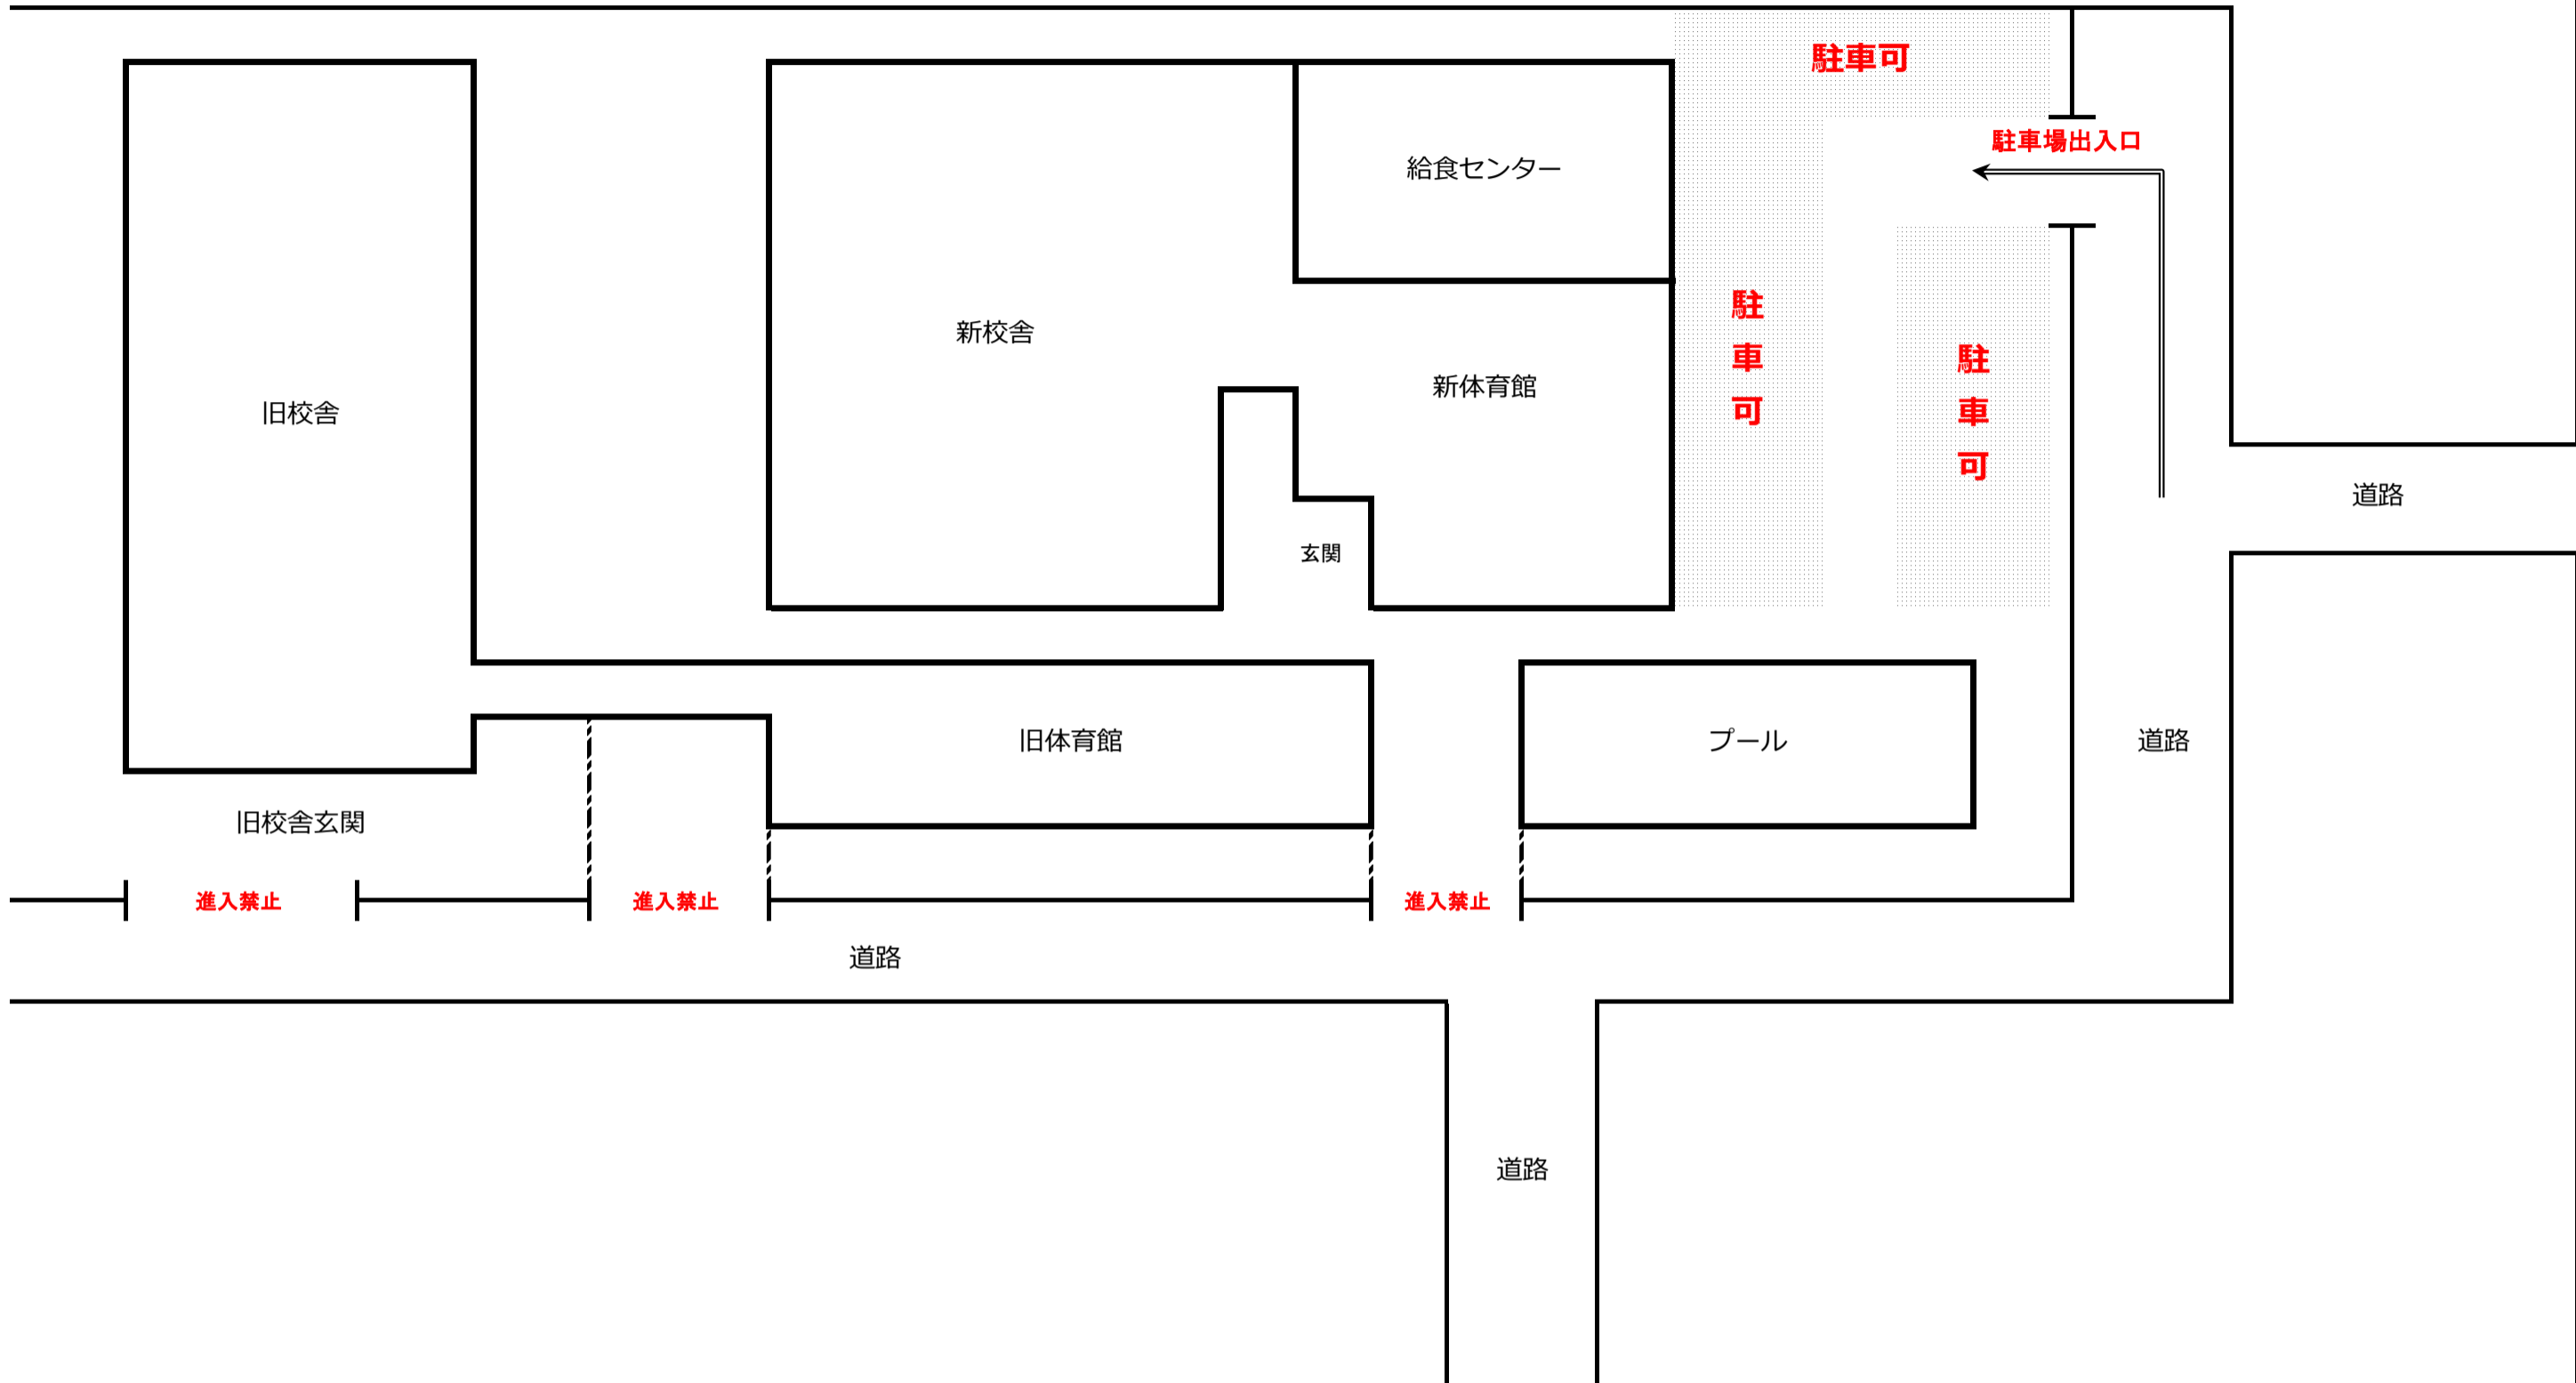 駐車可
駐車場出入口
給食センター
新校舎
新体育館
駐車可
駐車可
旧校舎
道路
玄関
旧体育館
プール
道路
旧校舎玄関
進入禁止
進入禁止
進入禁止
道路
道路